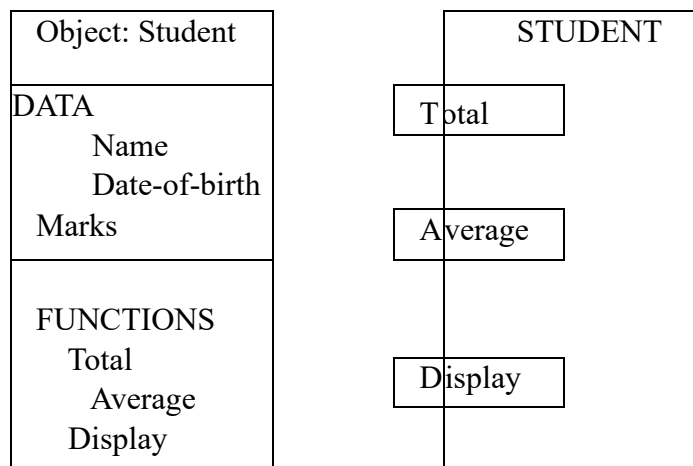 Object: Student
DATA
Name
Date-of-birth
Marks
FUNCTIONS
Total
Average
Display
STUDENT
Total
Average
Display